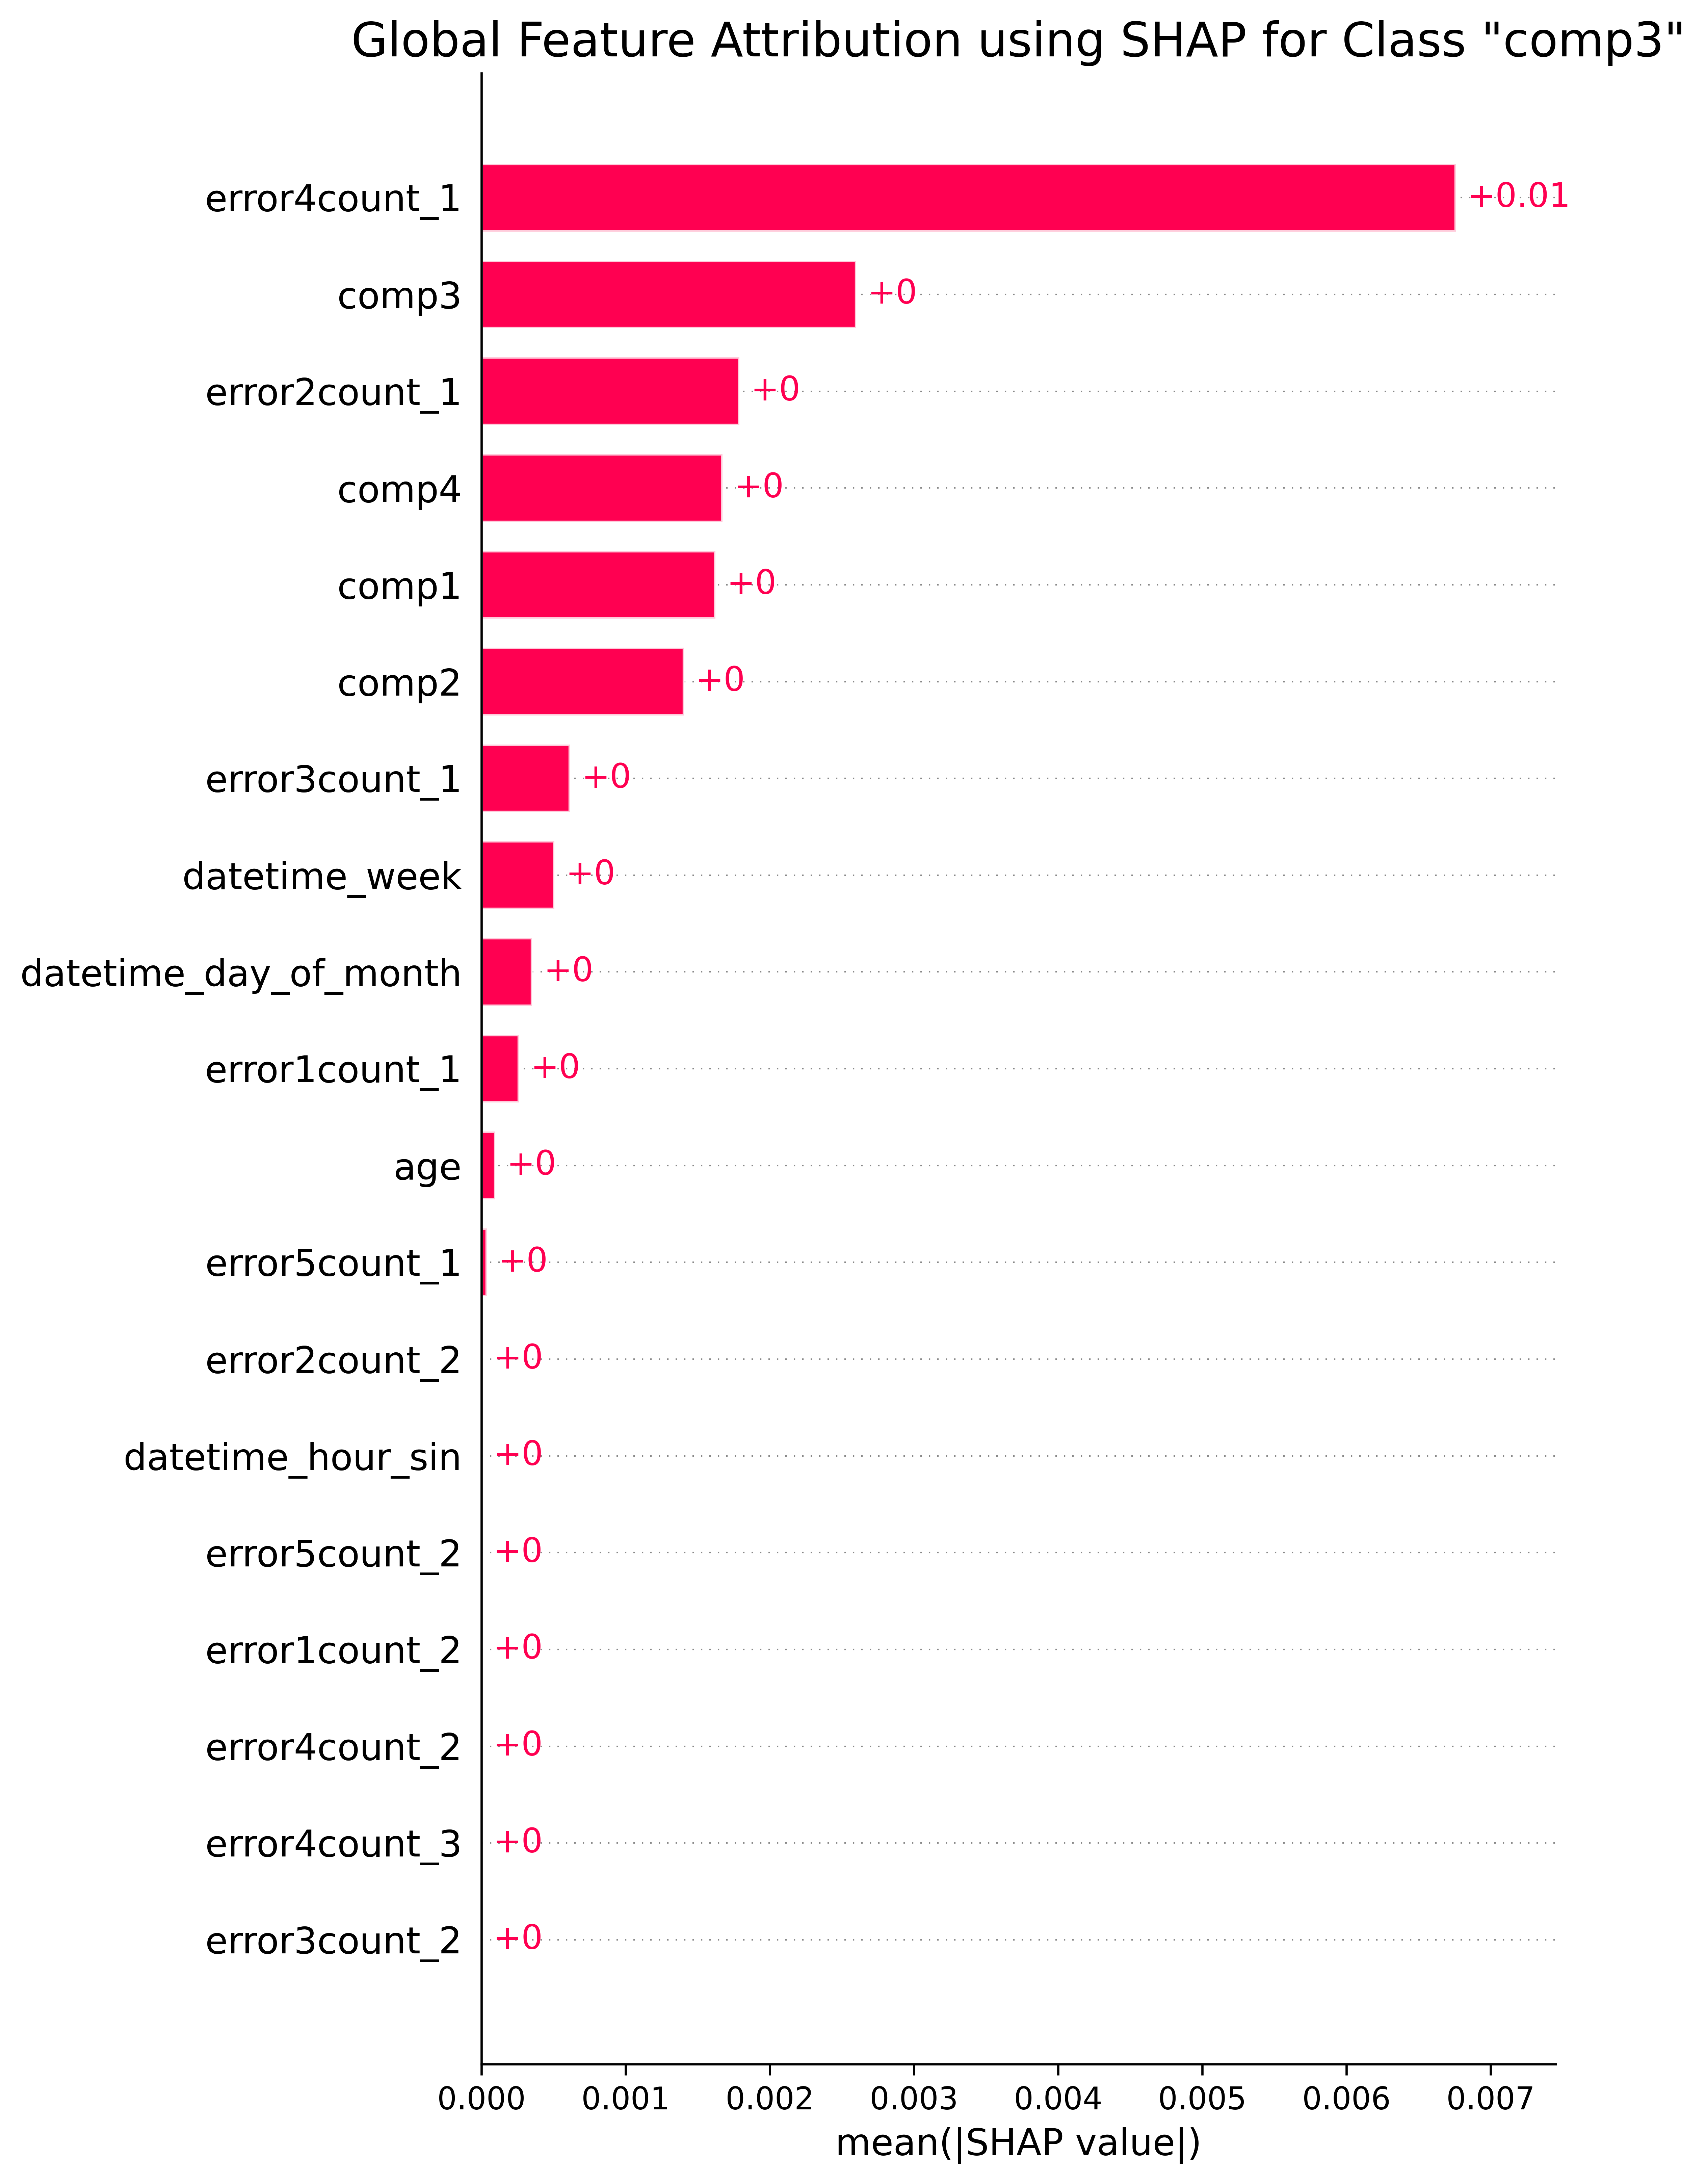 Global Feature Attribution using SHAP for Class "comp3"
error4count_1 +0.01
comp3 +0
error2count_1 +0
comp4 +0
comp1 +0
comp2 +0
error3count_1 +0
datetime_week +0
datetime_day_of_month +0
error1count_1 +0
age +0
error5count_1 +0
error2count_2 +0
datetime_hour_sin +0
error5count_2 +0
error1count_2 +0
error4count_2 +0
error4count_3 +0
error3count_2 +0
0.000 0.001 0.002 0.003 0.004 0.005 0.006 0.007
mean(|SHAP value|)